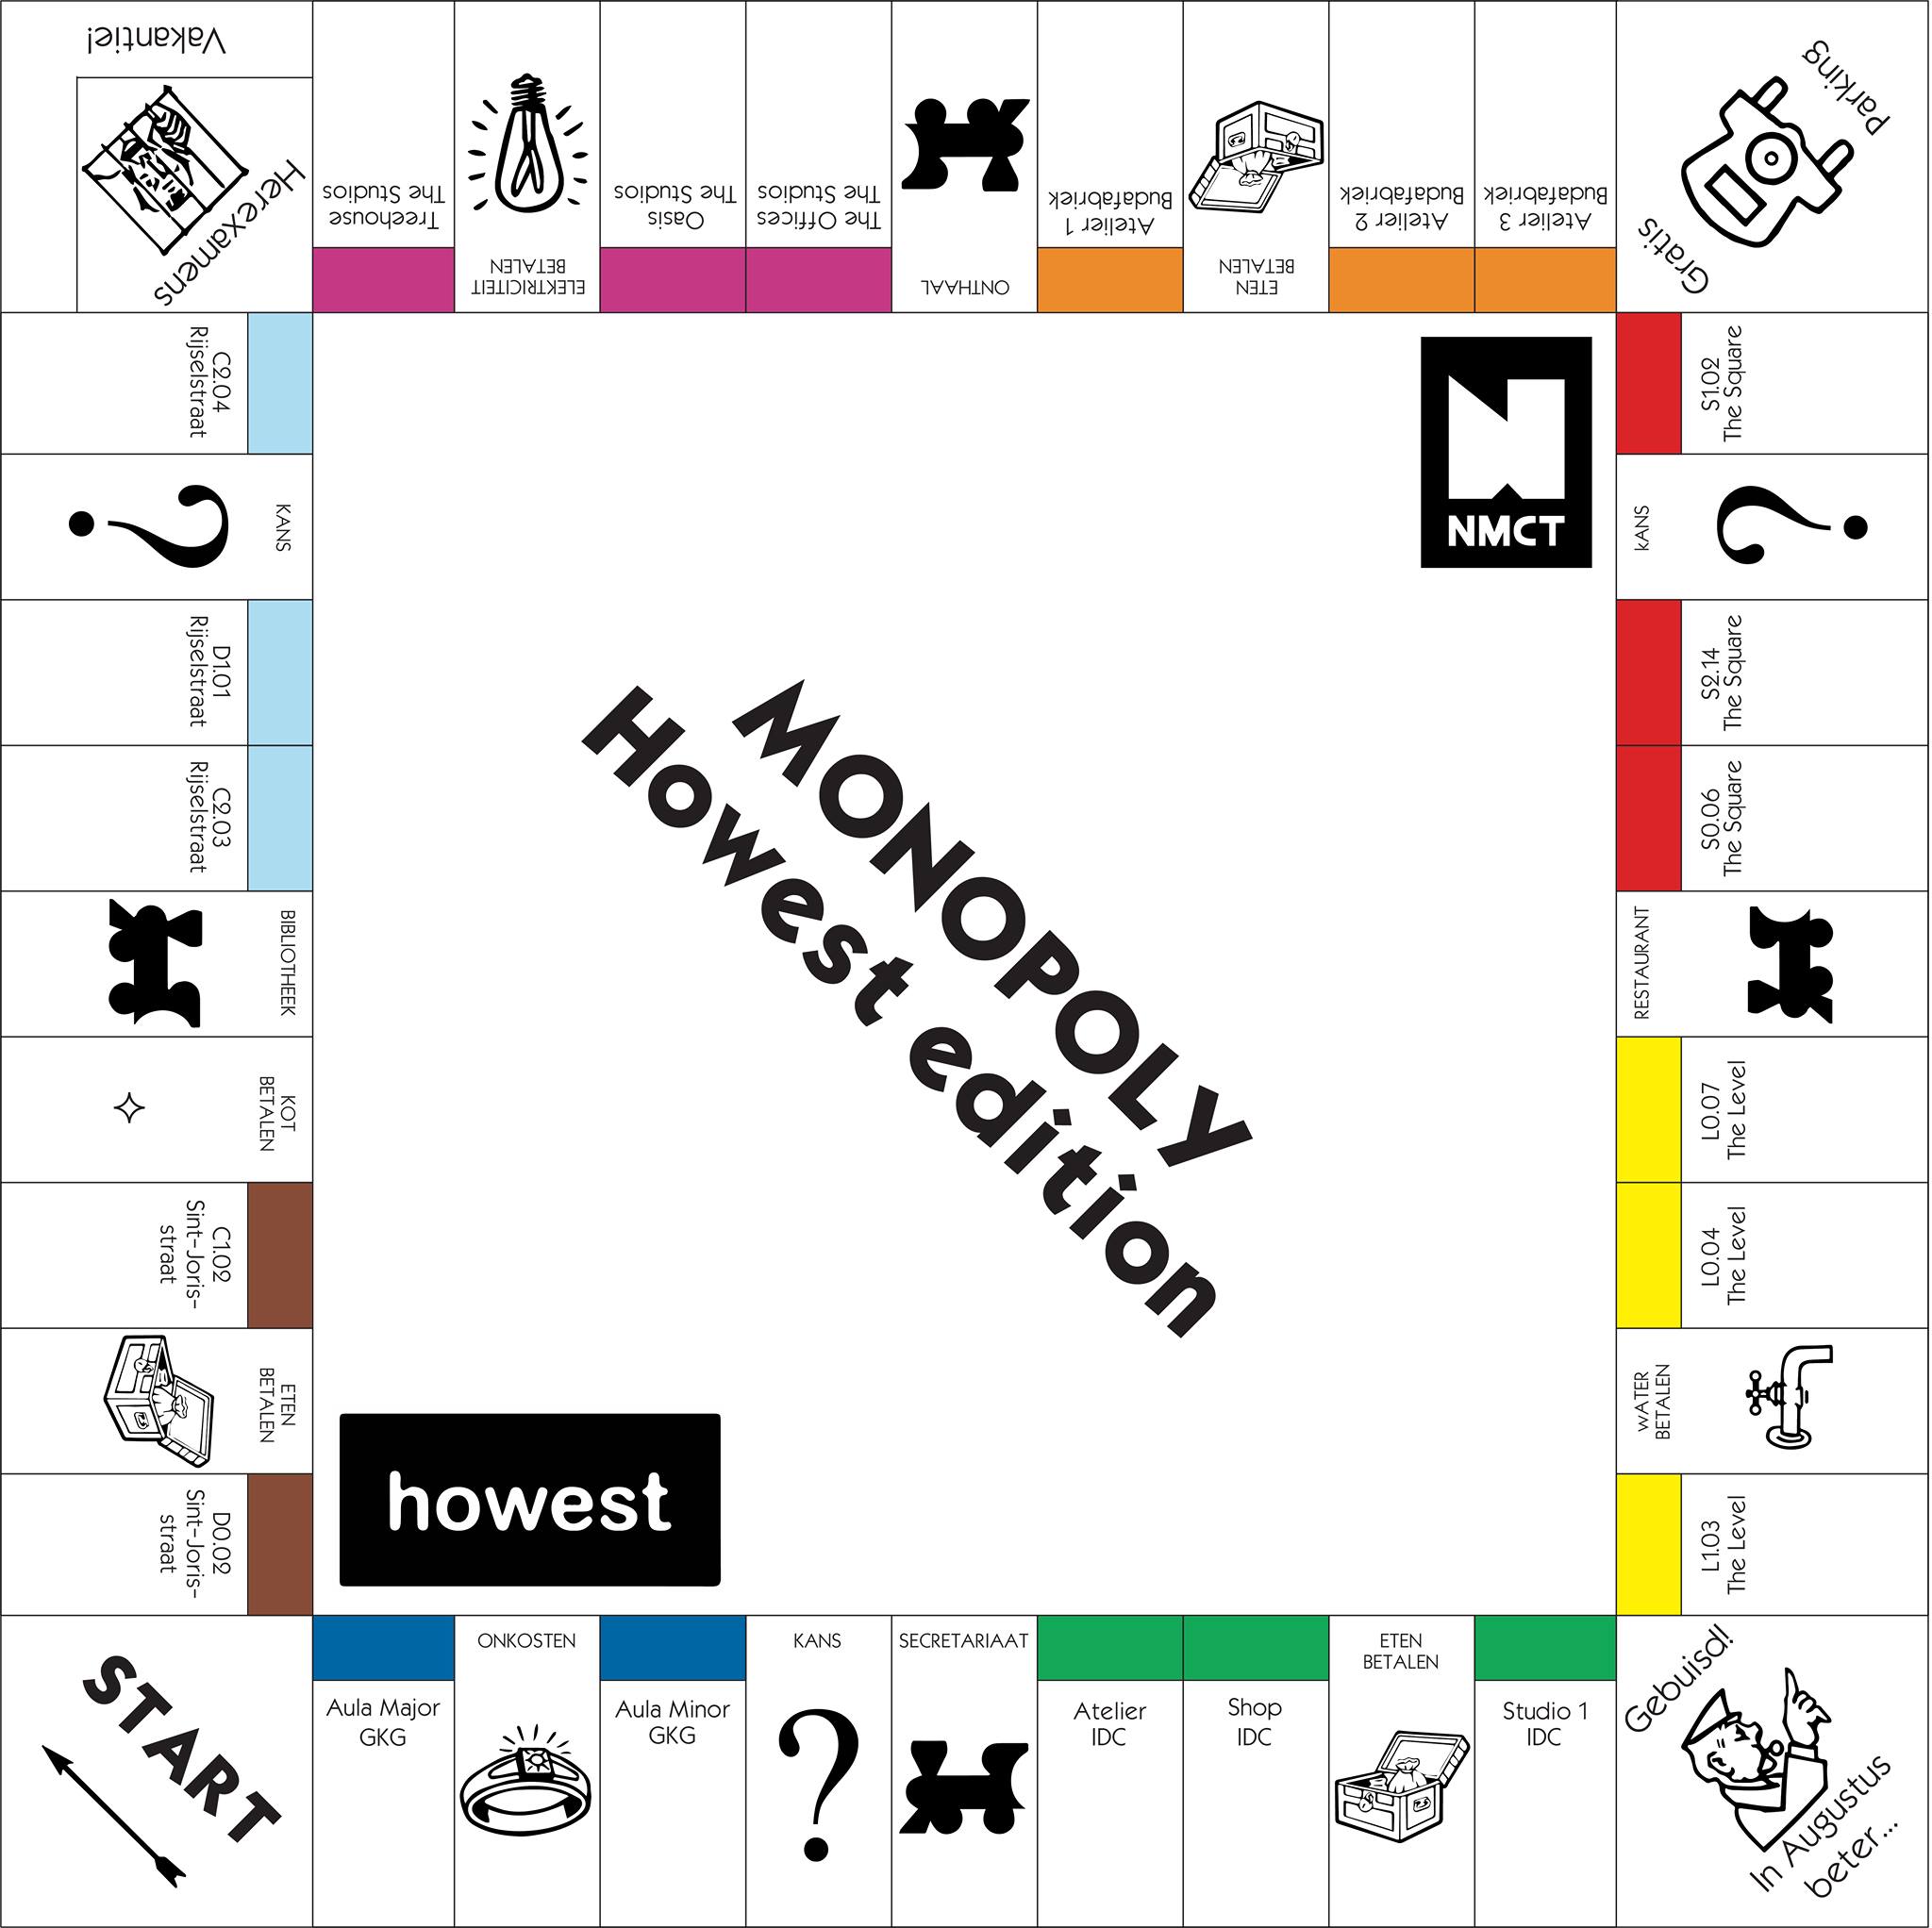 Vakantie!
Herexamens
Treehouse
The Studios
ELEKTRICITEIT
BETALEN
Oasis
The Studios
The Offices
The Studios
ONTHAAL
Atelier 1
Budafabriek
ETEN
BETALEN
Atelier 2
Budafabriek
Atelier 3
Budafabriek
Gratis
Parking
S1.02
The Square
KANS
S2.14
The Square
S0.06
The Square
RESTAURANT
L0.07
The Level
L0.04
The Level
WATER
BETALEN
L1.03
The Level
Gebuisd!
In Augustus
beter...
Studio 1
IDC
ETEN
BETALEN
Shop
IDC
Atelier
IDC
SECRETARIAAT
KANS
?
Aula Minor
GKG
ONKOSTEN
Aula Major
GKG
START
D0.02
Sint-Joris-
straat
ETEN
BETALEN
C1.02
Sint-Joris-
straat
KOT
BETALEN
BIBLIOTHEEK
C2.03
Rijselstraat
D1.01
Rijselstraat
KANS
?
C2.04
Rijselstraat
?
NMCT
MONOPOLY
Howest edition
howest